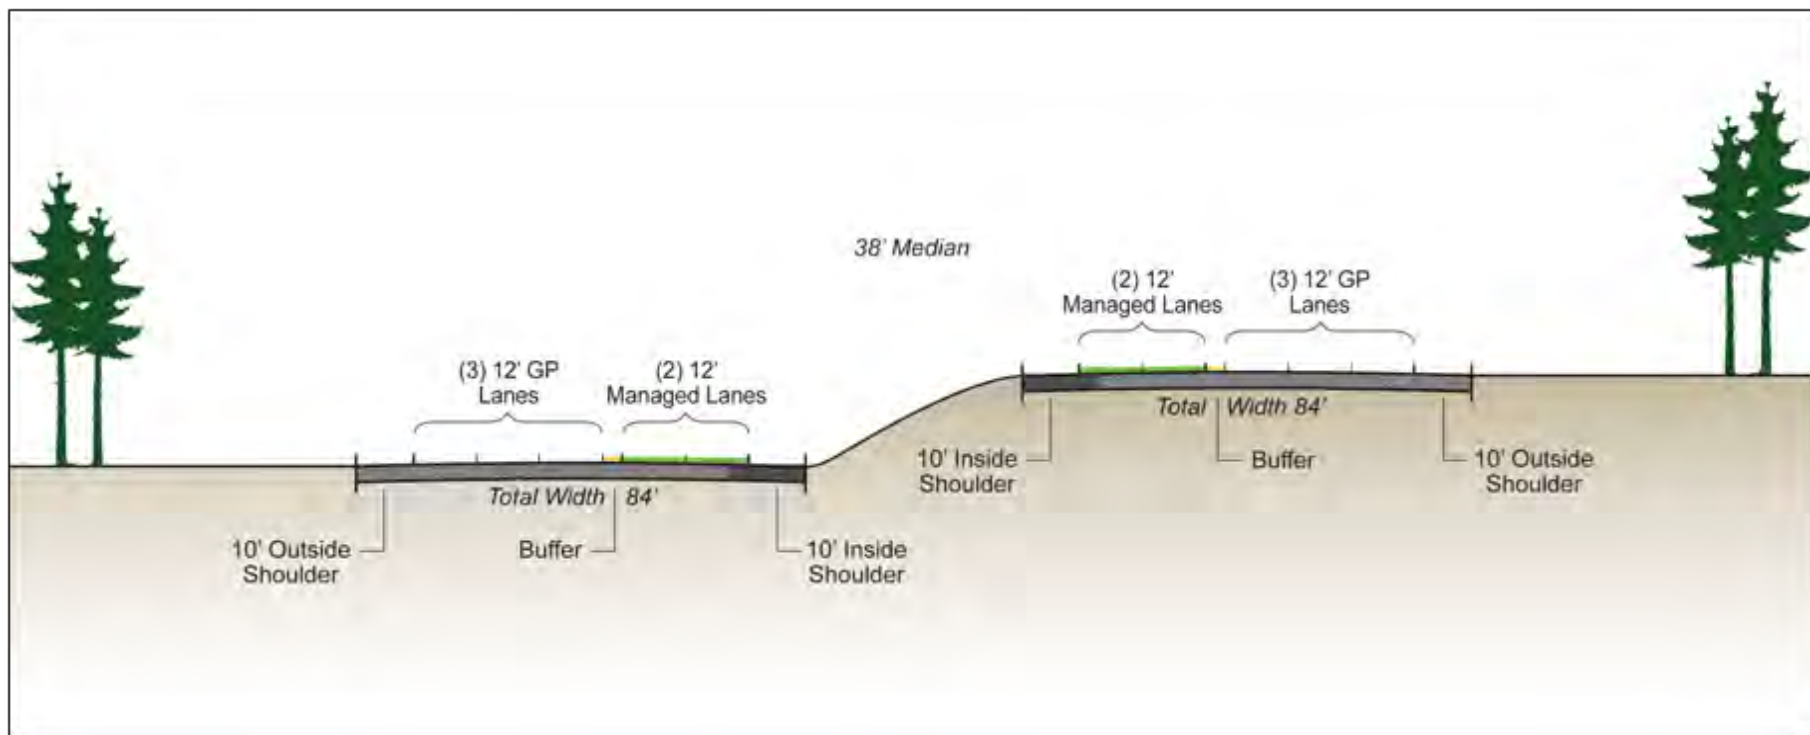 38' Median
(2) 12'
Managed Lanes
(3) 12' GP
Lanes
(3) 12' GP
Lanes
(2) 12'
Managed Lanes
Total Width 84'
10' Inside
Shoulder
Buffer
10' Outside
Shoulder
Total Width 84'
10' Outside
Shoulder
Buffer
10' Inside
Shoulder